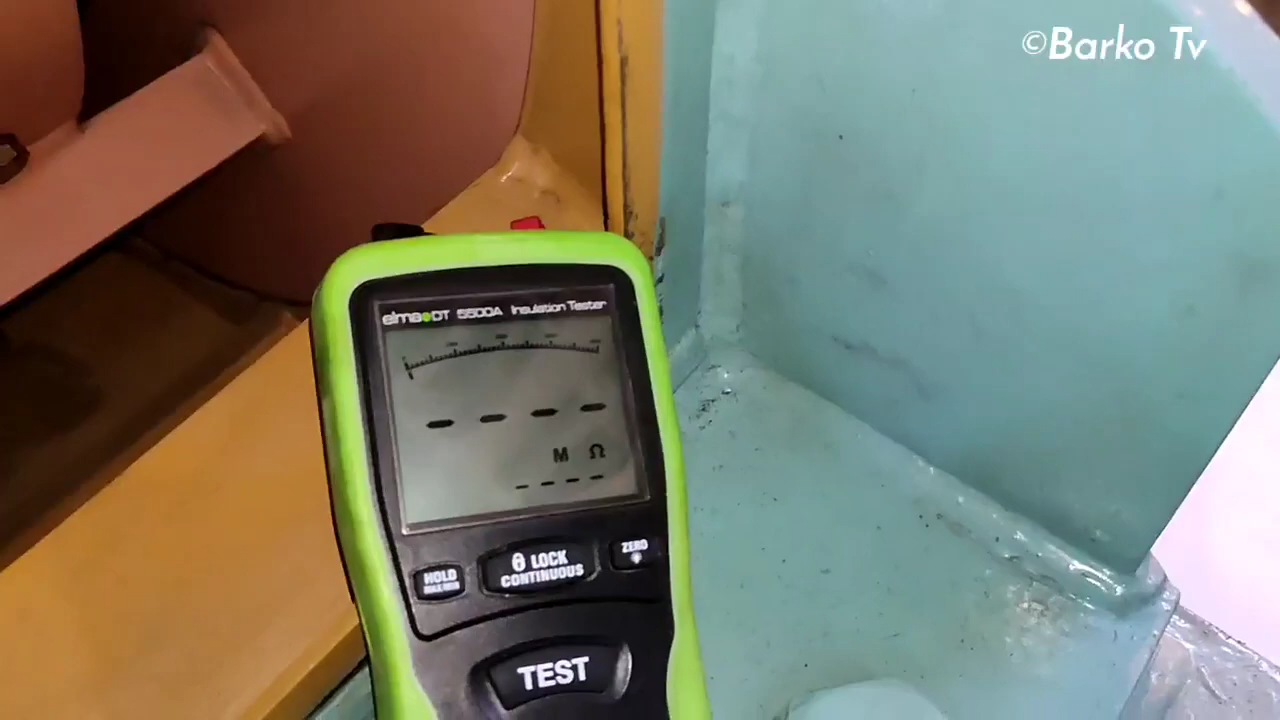 ©Barko Tv
elma DT 5500A Insulation Tester
- - - -
M Ω
- - - -
HOLD
LOCK
CONTINUOUS
ZERO
TEST